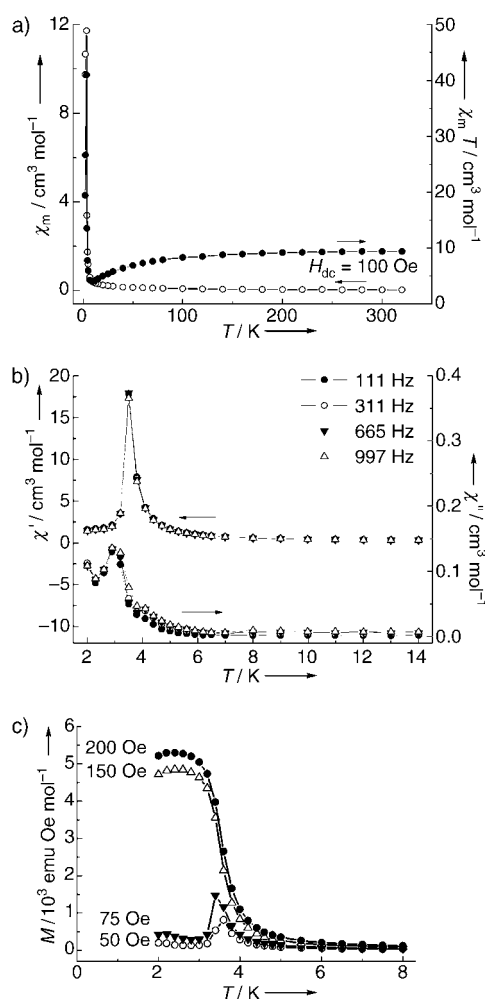 a)
12
8
4
0
χm / cm³ mol⁻¹
50
40
30
20
10
0
χm T / cm³ mol⁻¹
Hdc = 100 Oe
0 100 200 300
T / K
b)
20
15
10
5
0
−5
−10
χ' / cm³ mol⁻¹
111 Hz
311 Hz
665 Hz
997 Hz
0.4
0.3
0.2
0.1
0.0
χ'' / cm³ mol⁻¹
2 4 6 8 10 12 14
T / K
c)
6
5
4
3
2
1
0
M / 10³ emu Oe mol⁻¹
200 Oe
150 Oe
75 Oe
50 Oe
0 2 4 6 8
T / K